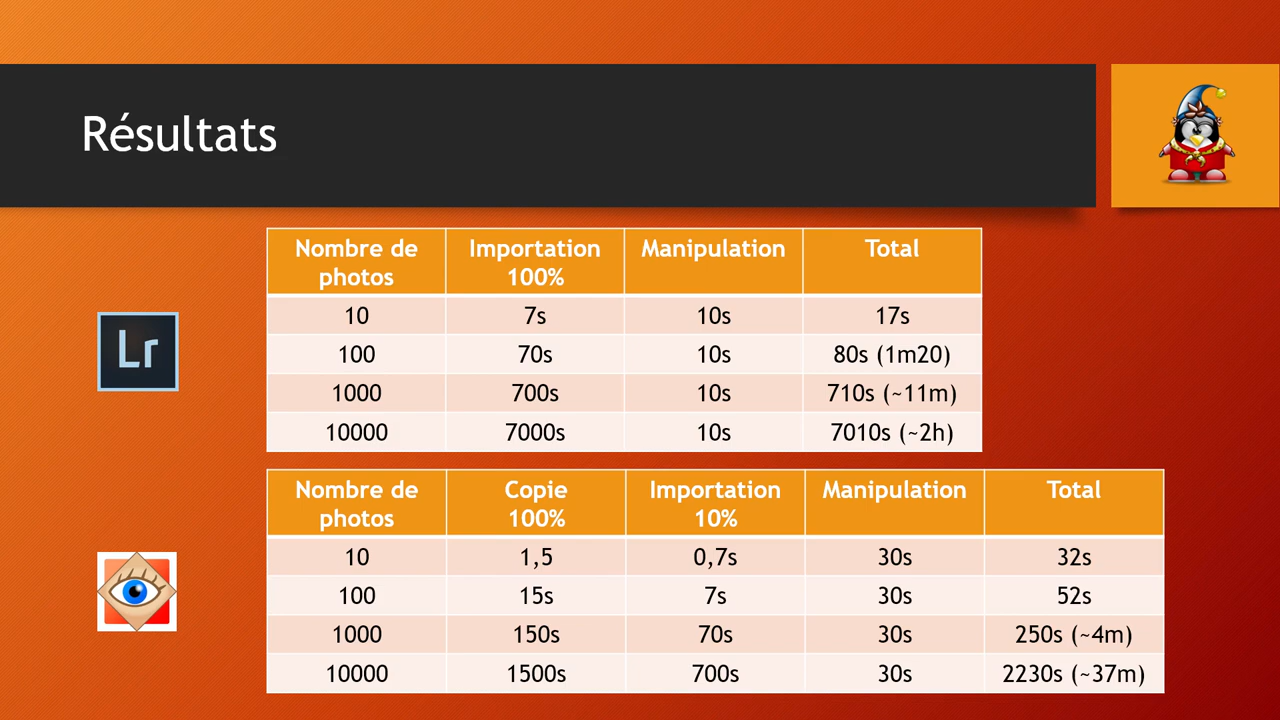 Résultats
Nombre de photos Importation 100% Manipulation Total
10 7s 10s 17s
100 70s 10s 80s (1m20)
1000 700s 10s 710s (~11m)
10000 7000s 10s 7010s (~2h)
Lr
Nombre de photos Copie 100% Importation 10% Manipulation Total
10 1,5 0,7s 30s 32s
100 15s 7s 30s 52s
1000 150s 70s 30s 250s (~4m)
10000 1500s 700s 30s 2230s (~37m)